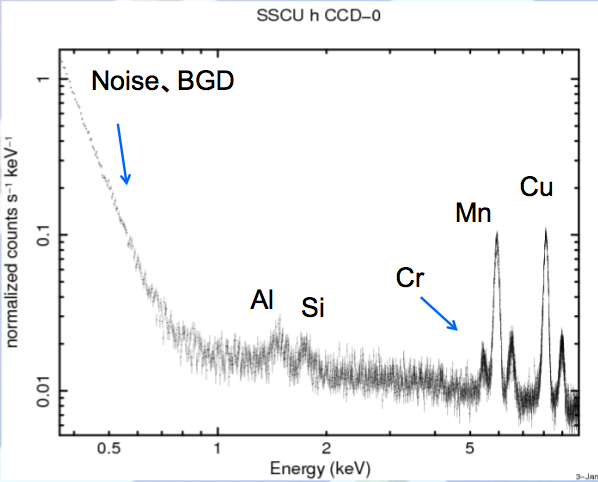 SSCU h CCD−0
Noise、BGD
Cu
Mn
Cr
Al
Si
normalized counts s⁻¹ keV⁻¹
1
0.1
0.01
0.5
1
2
5
Energy (keV)
3-Jan